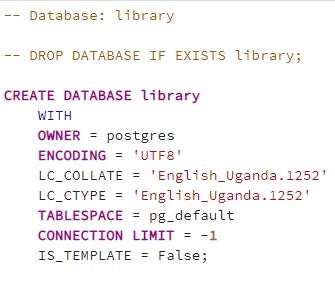 -- Database: library
-- DROP DATABASE IF EXISTS library;
CREATE DATABASE library
    WITH
    OWNER = postgres
    ENCODING = 'UTF8'
    LC_COLLATE = 'English_Uganda.1252'
    LC_CTYPE = 'English_Uganda.1252'
    TABLESPACE = pg_default
    CONNECTION LIMIT = -1
    IS_TEMPLATE = False;